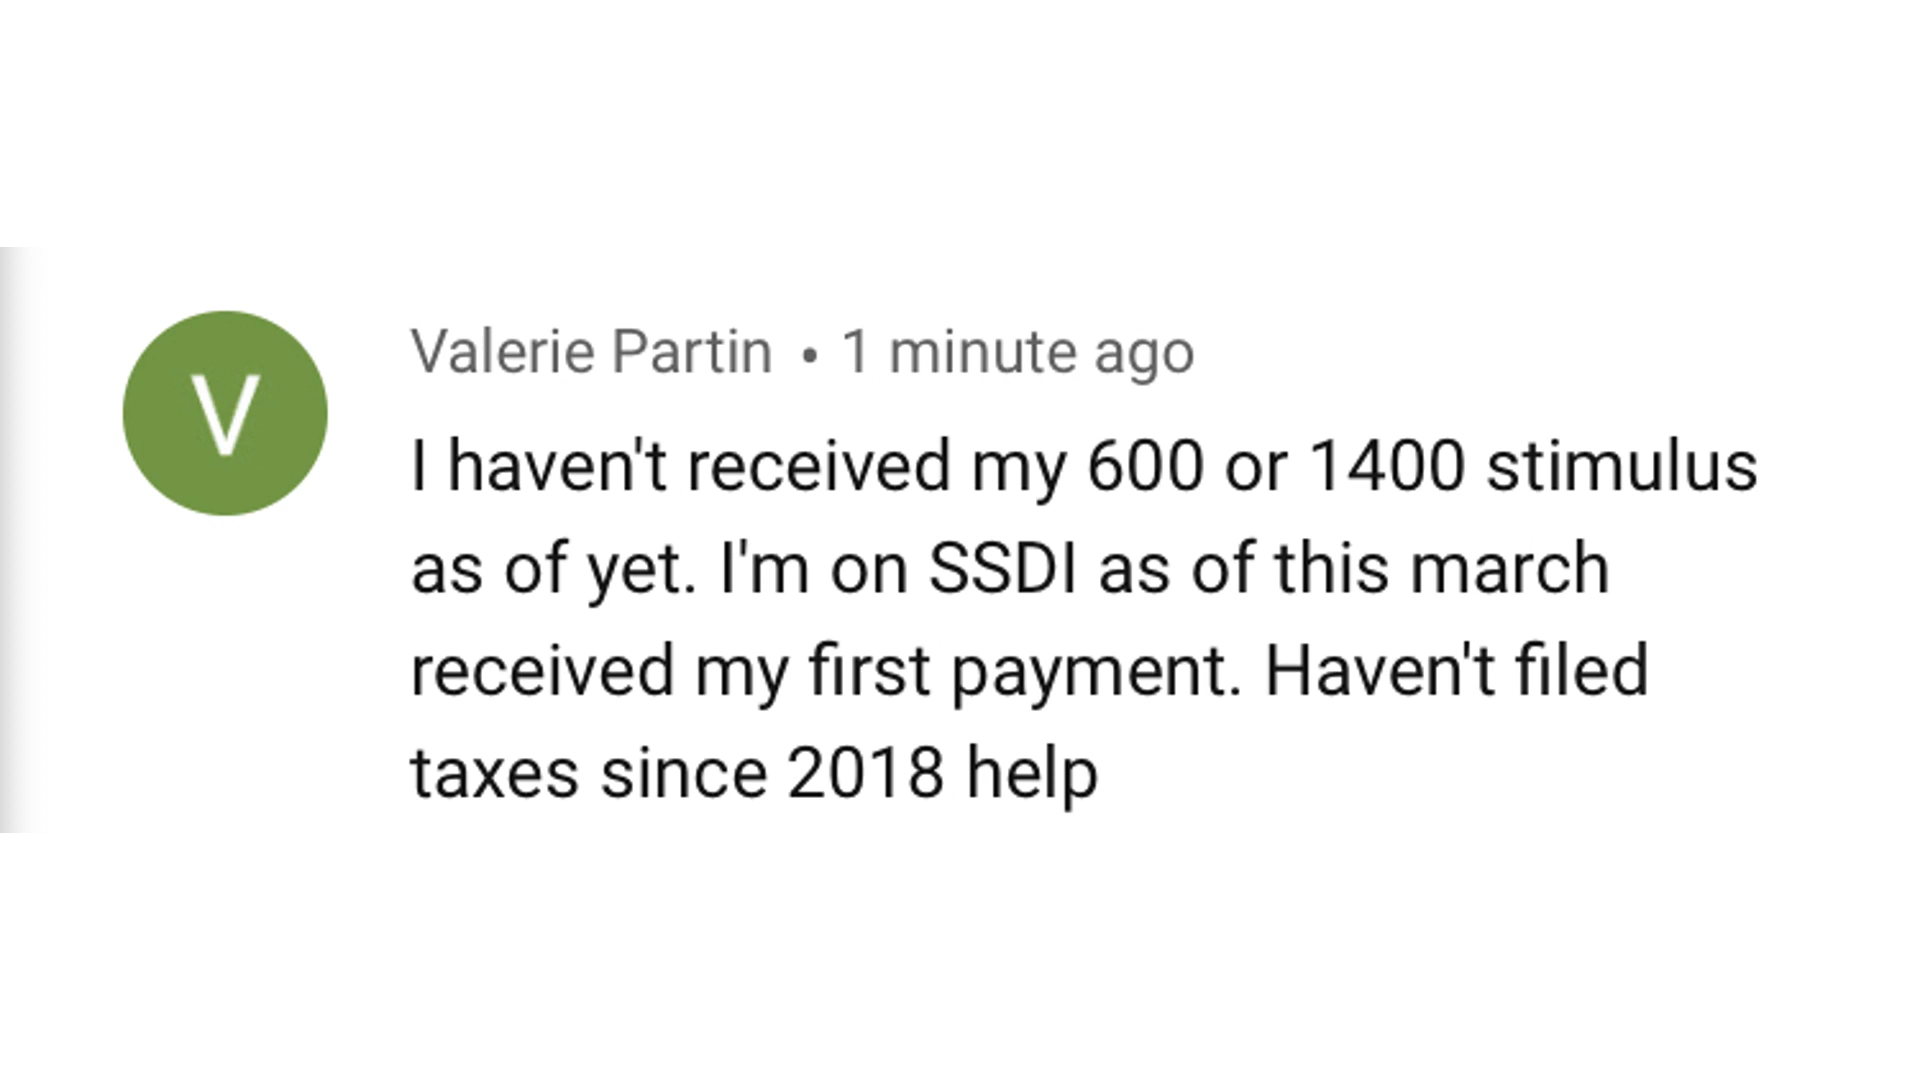 V
Valerie Partin • 1 minute ago
I haven't received my 600 or 1400 stimulus
as of yet. I'm on SSDI as of this march
received my first payment. Haven't filed
taxes since 2018 help